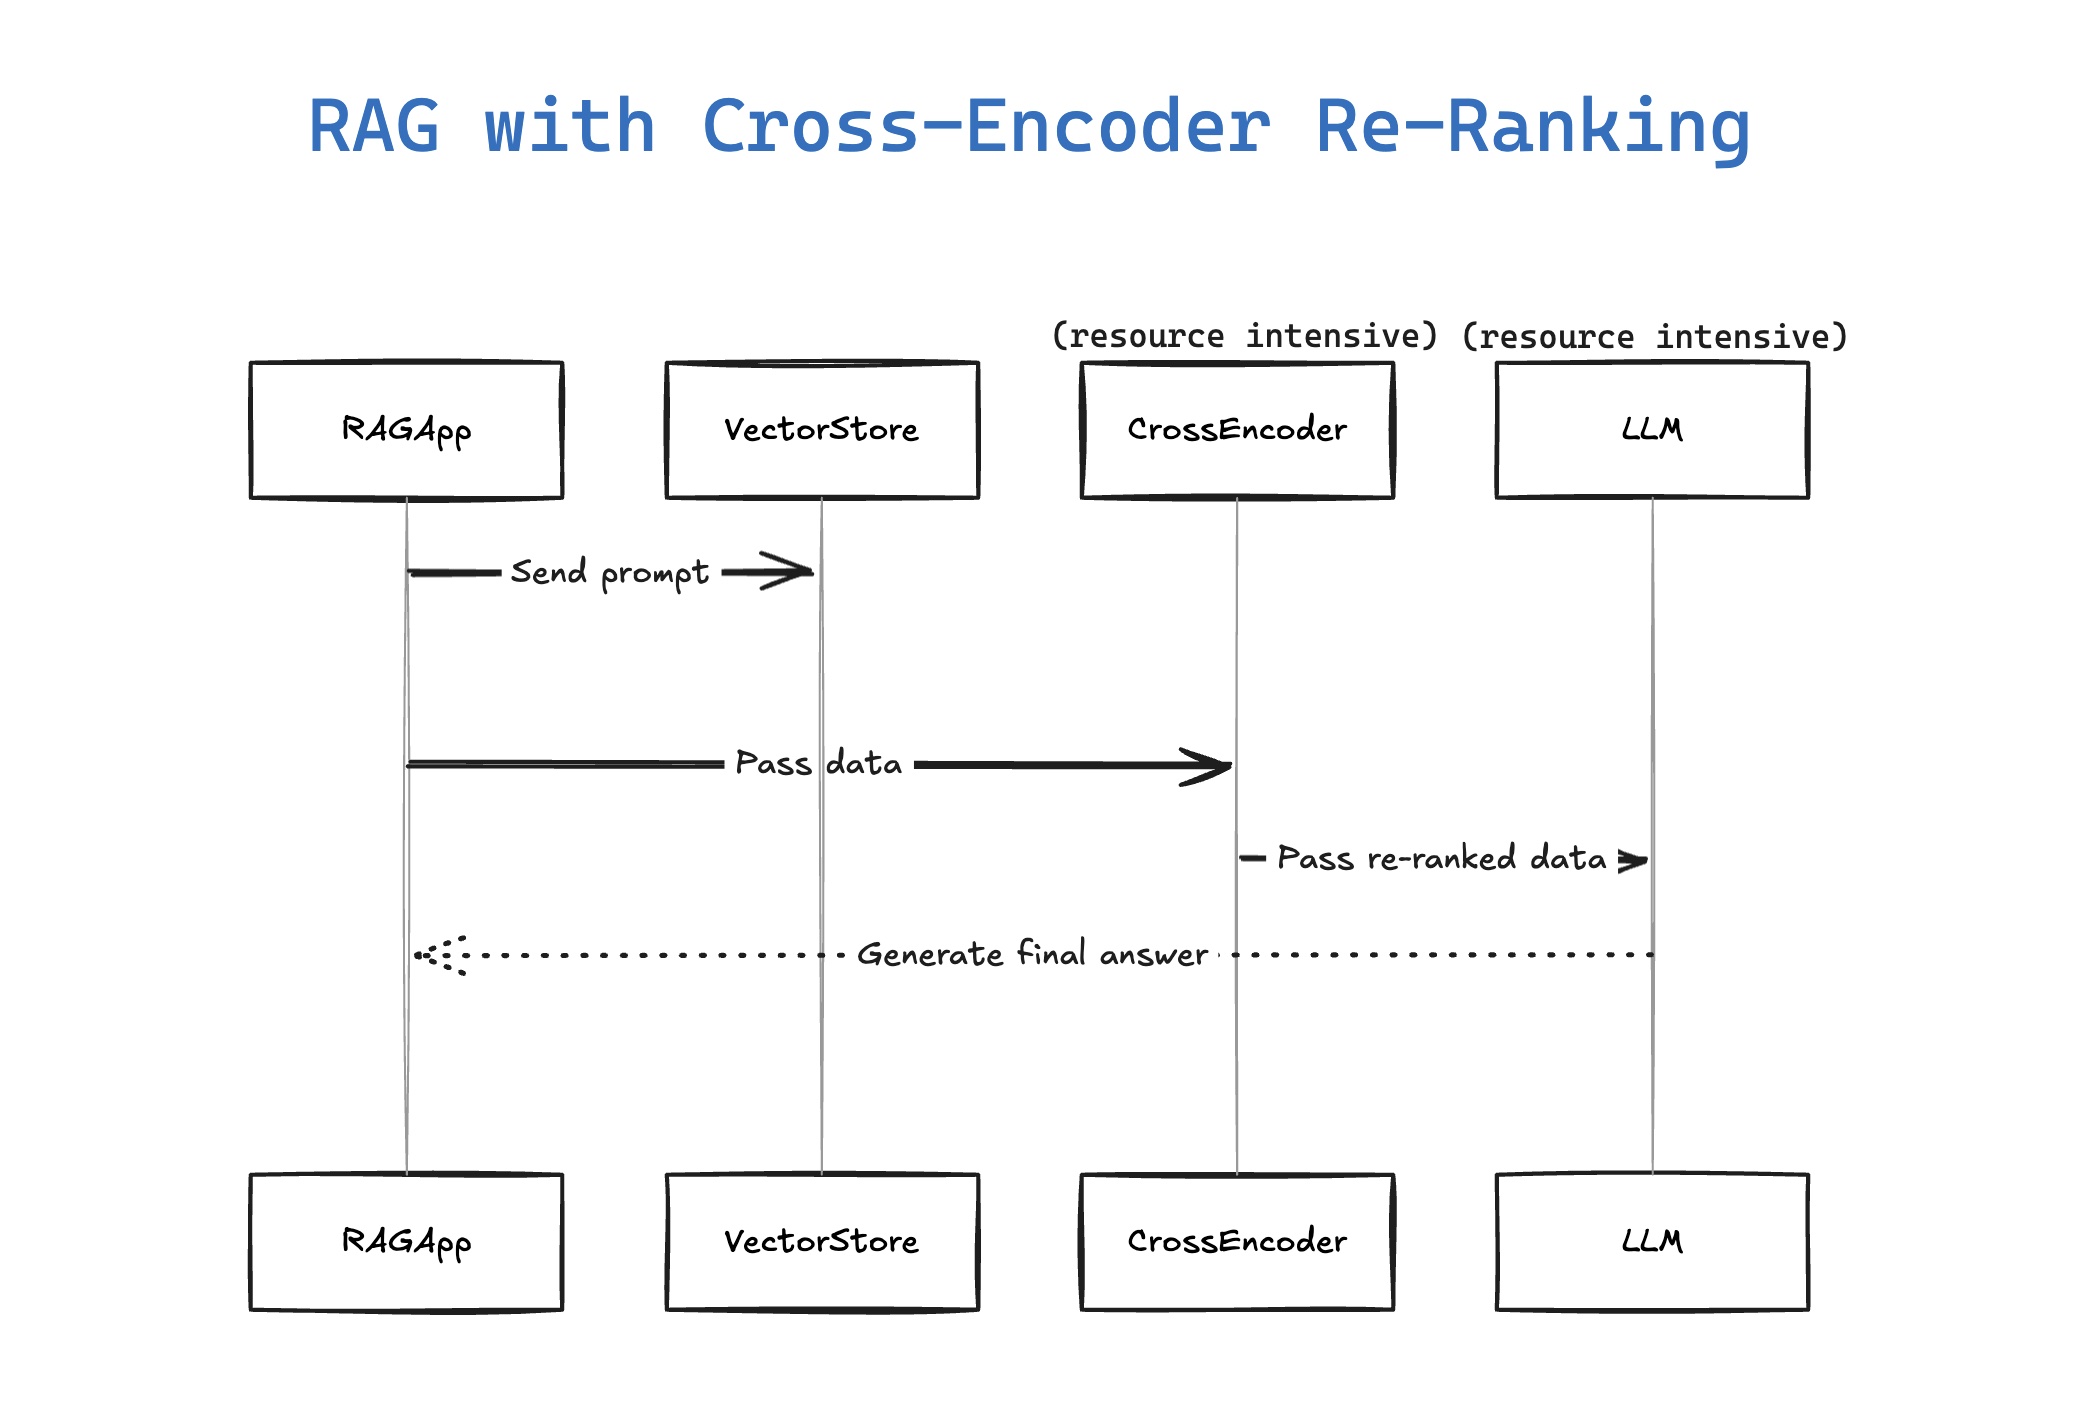 RAG with Cross-Encoder Re-Ranking
(resource intensive) (resource intensive)
RAGApp VectorStore CrossEncoder LLM
Send prompt
Pass data
Pass re-ranked data
Generate final answer
RAGApp VectorStore CrossEncoder LLM